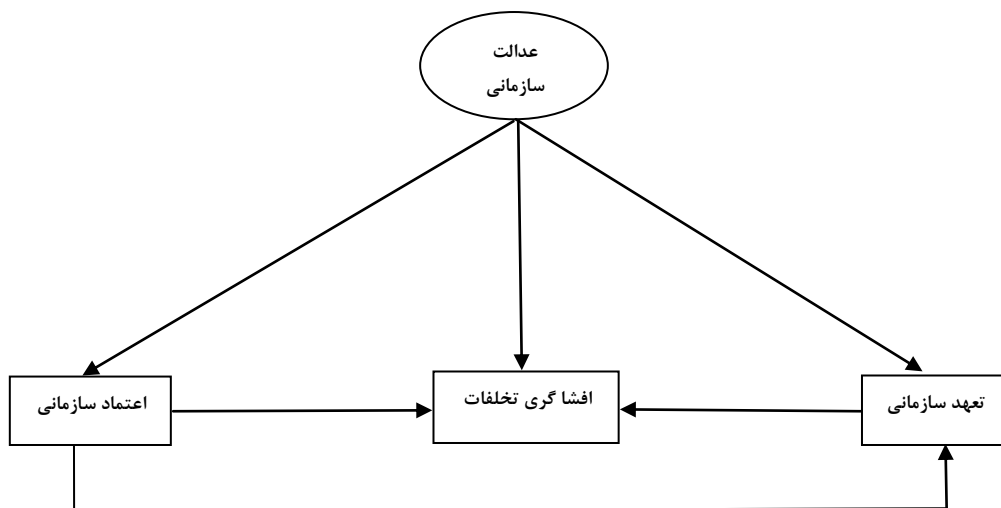 عدالت
سازمانی
تعهد سازمانی
افشا گری تخلفات
اعتماد سازمانی